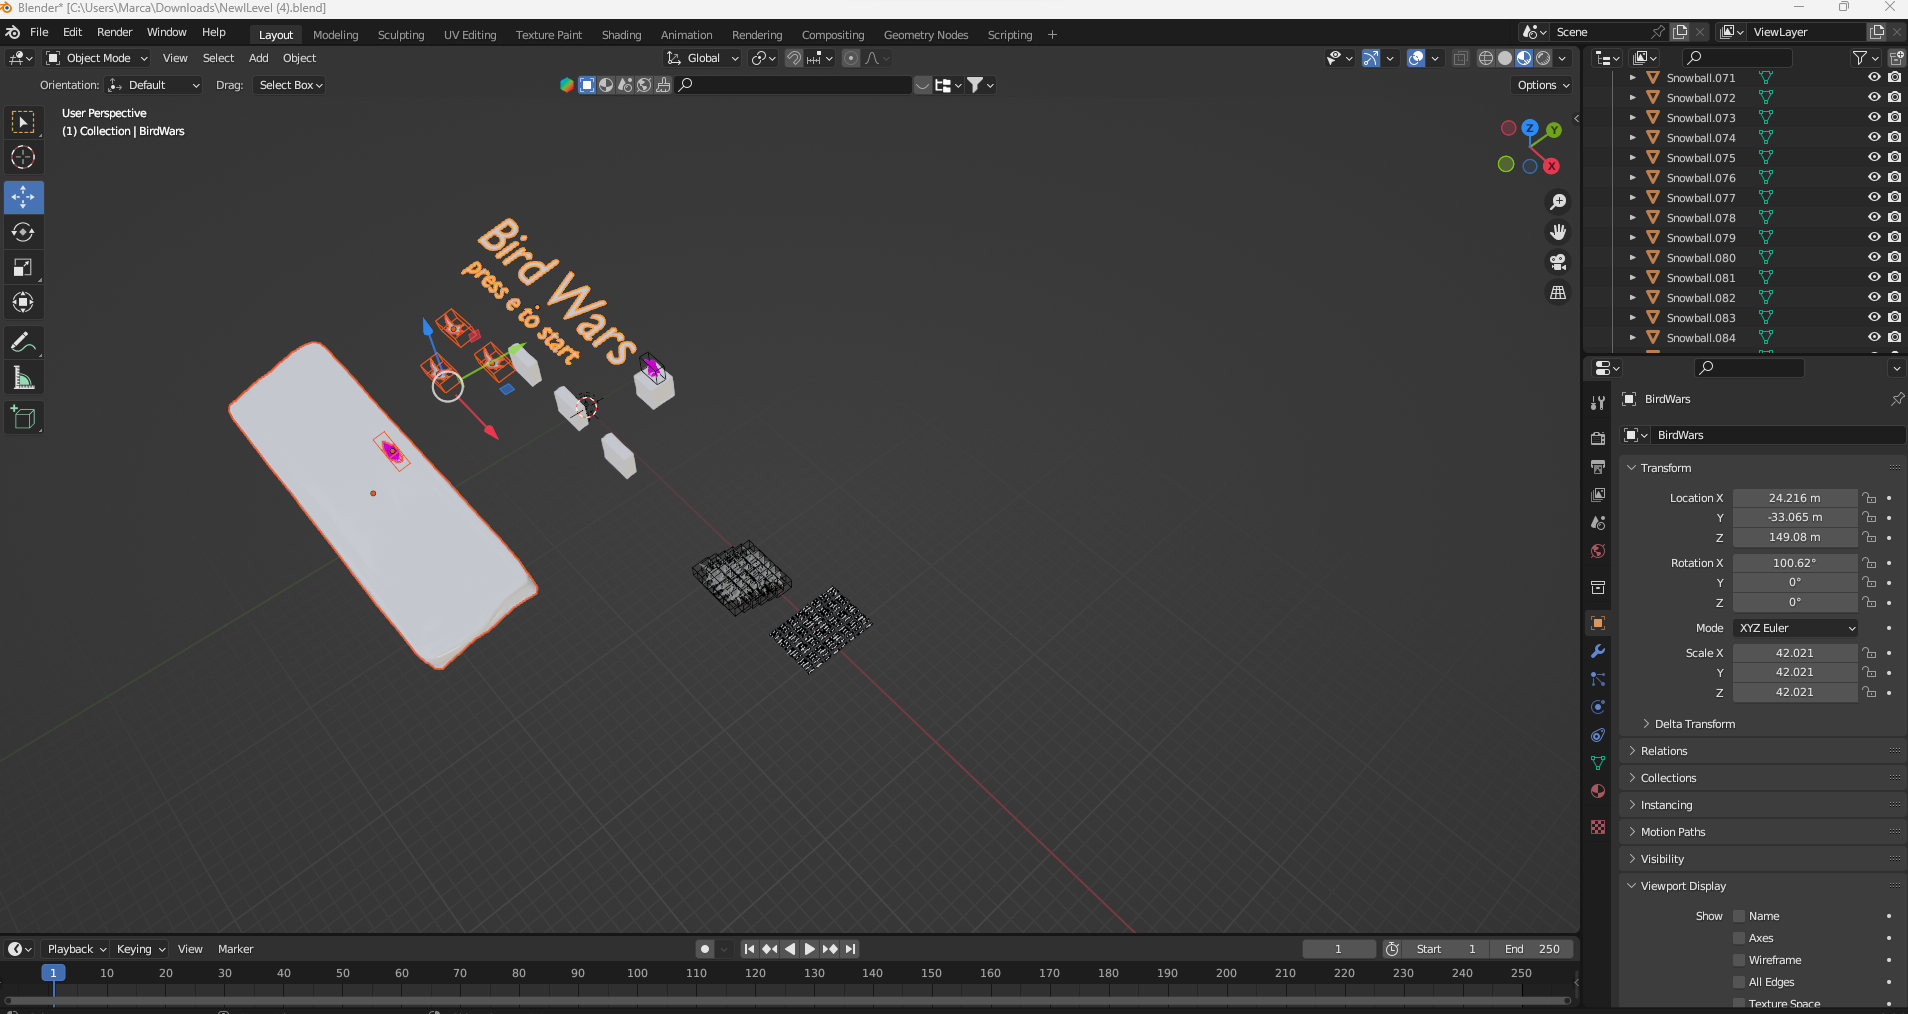 Blender* [C:\Users\Marca\Downloads\NewlLevel (4).blend]
File Edit Render Window Help Layout Modeling Sculpting UV Editing Texture Paint Shading Animation Rendering Compositing Geometry Nodes Scripting + Scene ViewLayer
Object Mode View Select Add Object Global
Orientation: Default Drag: Select Box Options
User Perspective
(1) Collection | BirdWars
Z
Y
X
Bird Wars
press e to start
Snowball.071
Snowball.072
Snowball.073
Snowball.074
Snowball.075
Snowball.076
Snowball.077
Snowball.078
Snowball.079
Snowball.080
Snowball.081
Snowball.082
Snowball.083
Snowball.084
BirdWars
BirdWars
Transform
Location X 24.216 m
Y -33.065 m
Z 149.08 m
Rotation X 100.62°
Y 0°
Z 0°
Mode XYZ Euler
Scale X 42.021
Y 42.021
Z 42.021
Delta Transform
Relations
Collections
Instancing
Motion Paths
Visibility
Viewport Display
Show Name
Axes
Wireframe
All Edges
Texture Space
Playback Keying View Marker 1 Start 1 End 250
1 10 20 30 40 50 60 70 80 90 100 110 120 130 140 150 160 170 180 190 200 210 220 230 240 250